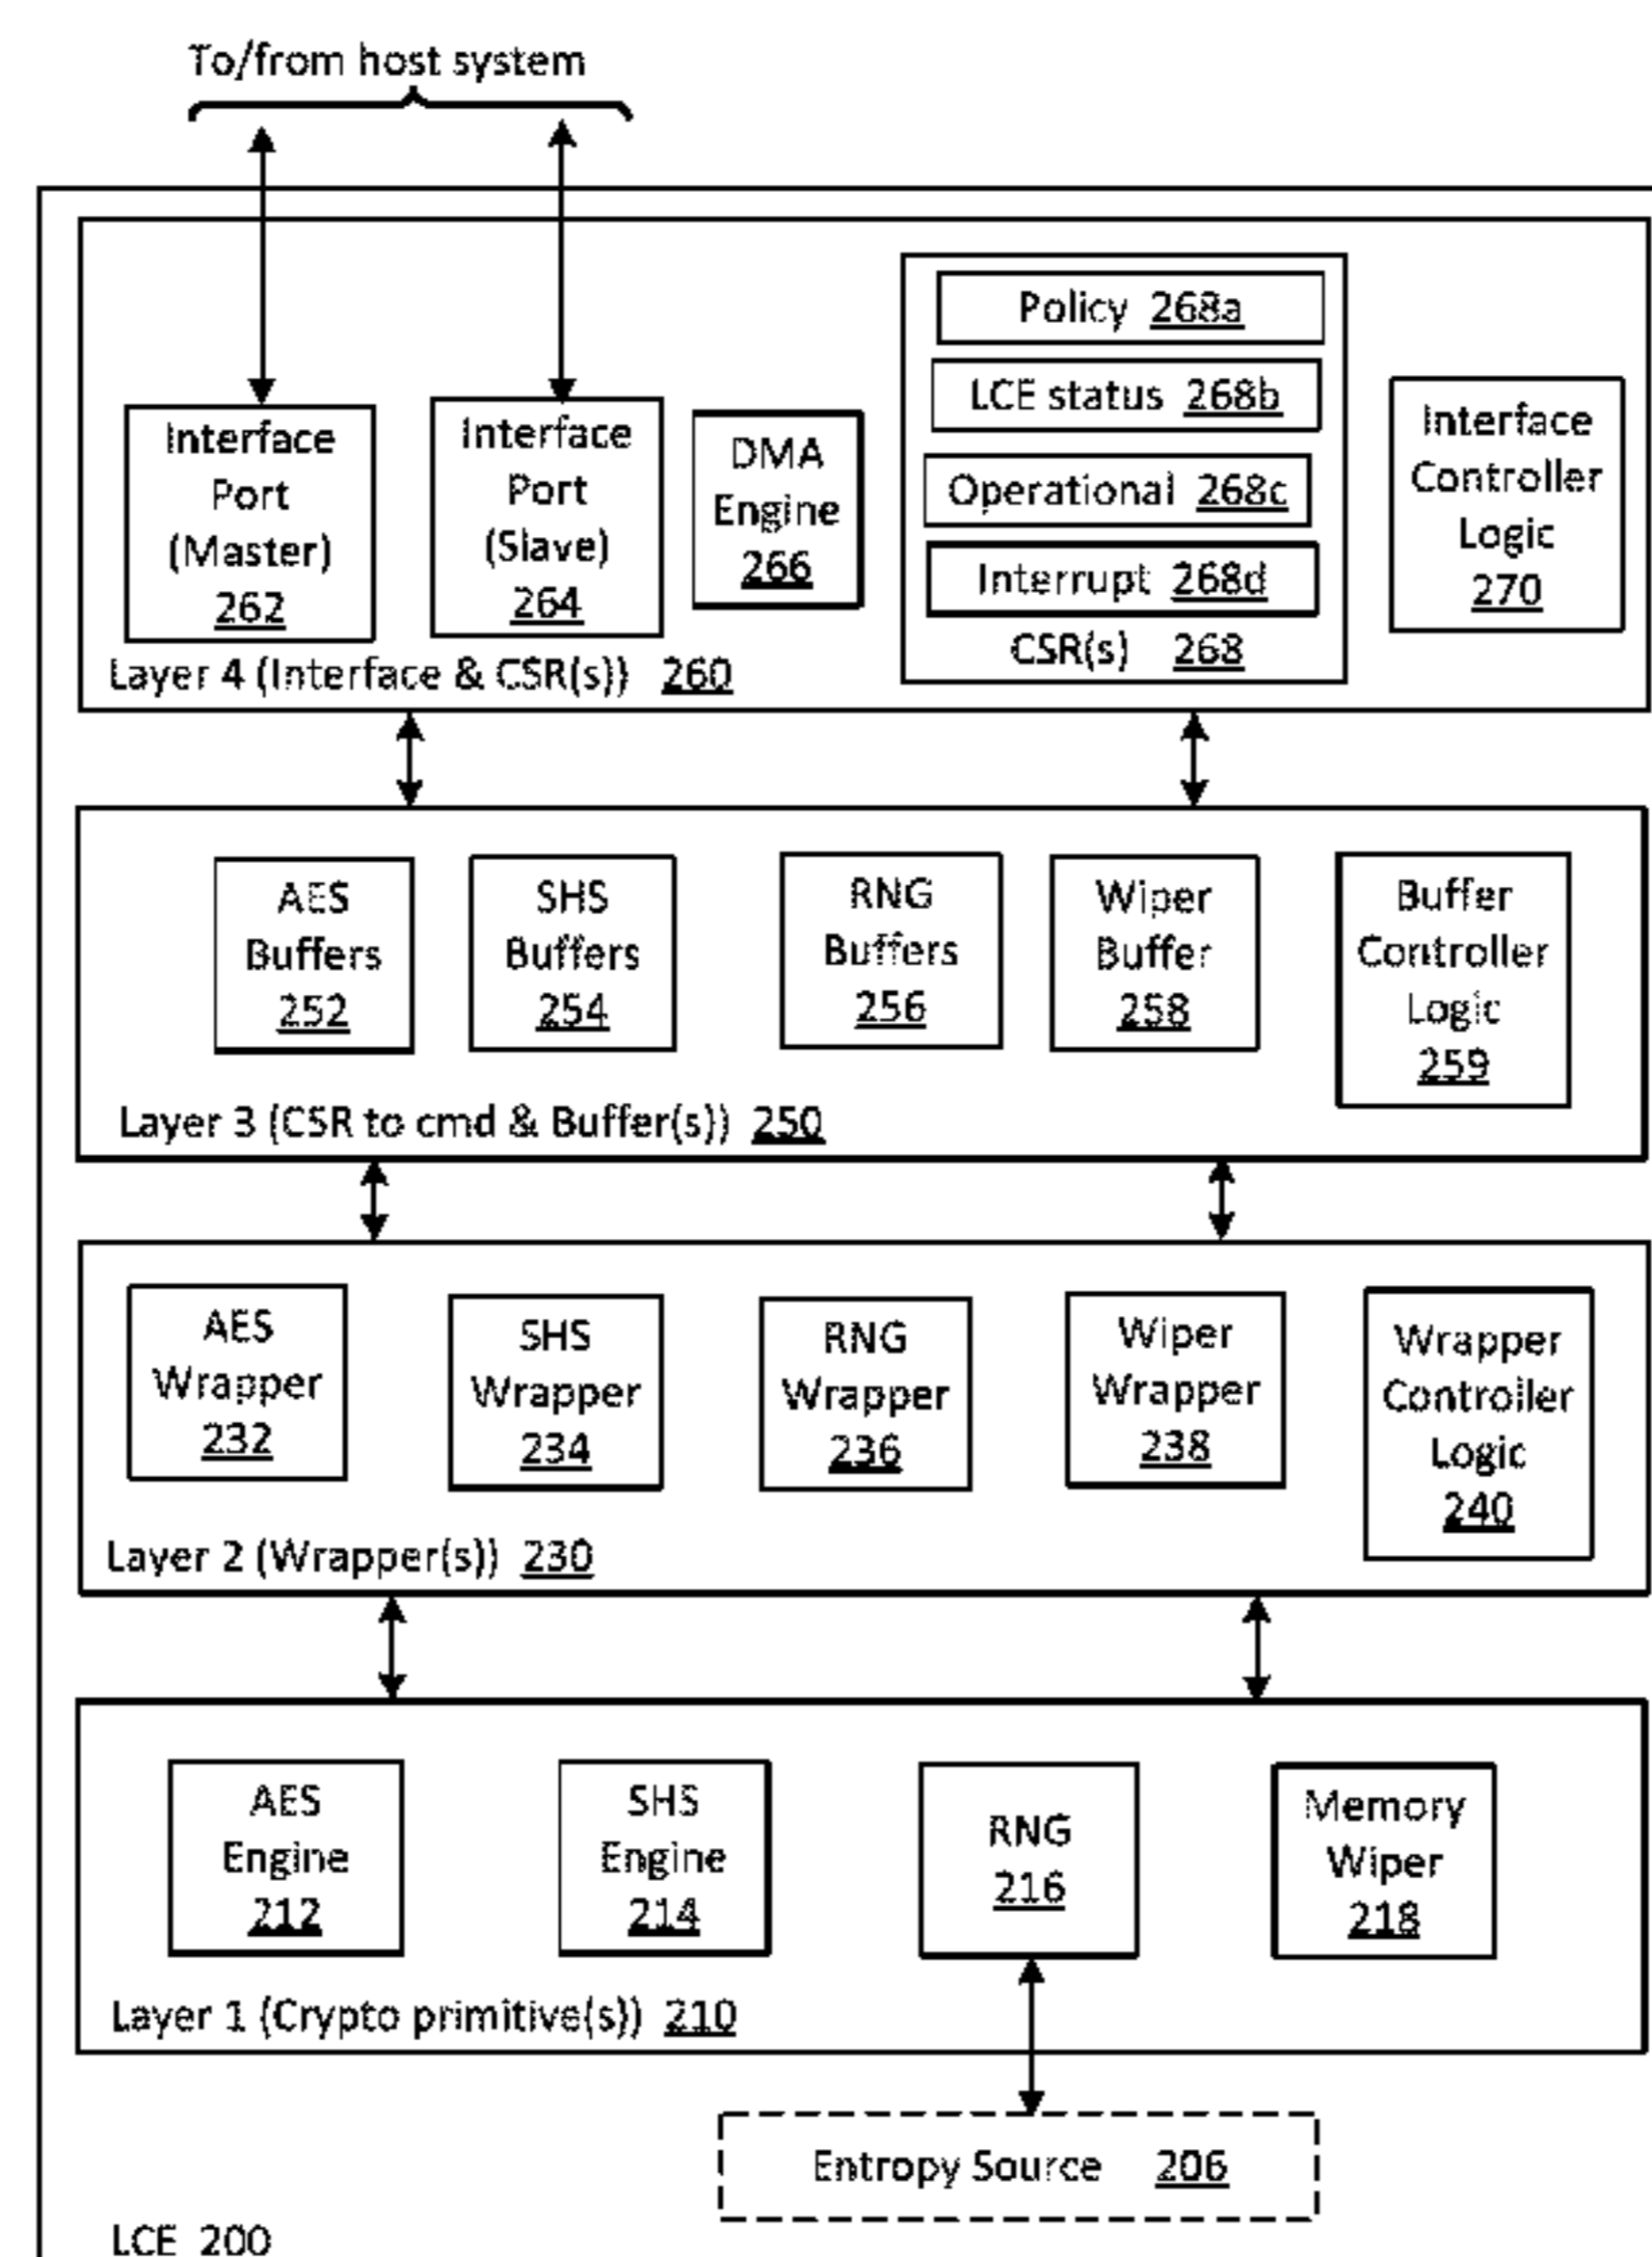 To/from host system
Policy 268a
LCE status 268b
Operational 268c
Interrupt 268d
CSR(s) 268
Interface
Port
(Master)
262
Interface
Port
(Slave)
264
DMA
Engine
266
Interface
Controller
Logic
270
Layer 4 (Interface & CSR(s)) 260
AES
Buffers
252
SHS
Buffers
254
RNG
Buffers
256
Wiper
Buffer
258
Buffer
Controller
Logic
259
Layer 3 (CSR to cmd & Buffer(s)) 250
AES
Wrapper
232
SHS
Wrapper
234
RNG
Wrapper
236
Wiper
Wrapper
238
Wrapper
Controller
Logic
240
Layer 2 (Wrapper(s)) 230
AES
Engine
212
SHS
Engine
214
RNG
216
Memory
Wiper
218
Layer 1 (Crypto primitive(s)) 210
Entropy Source 206
LCE 200